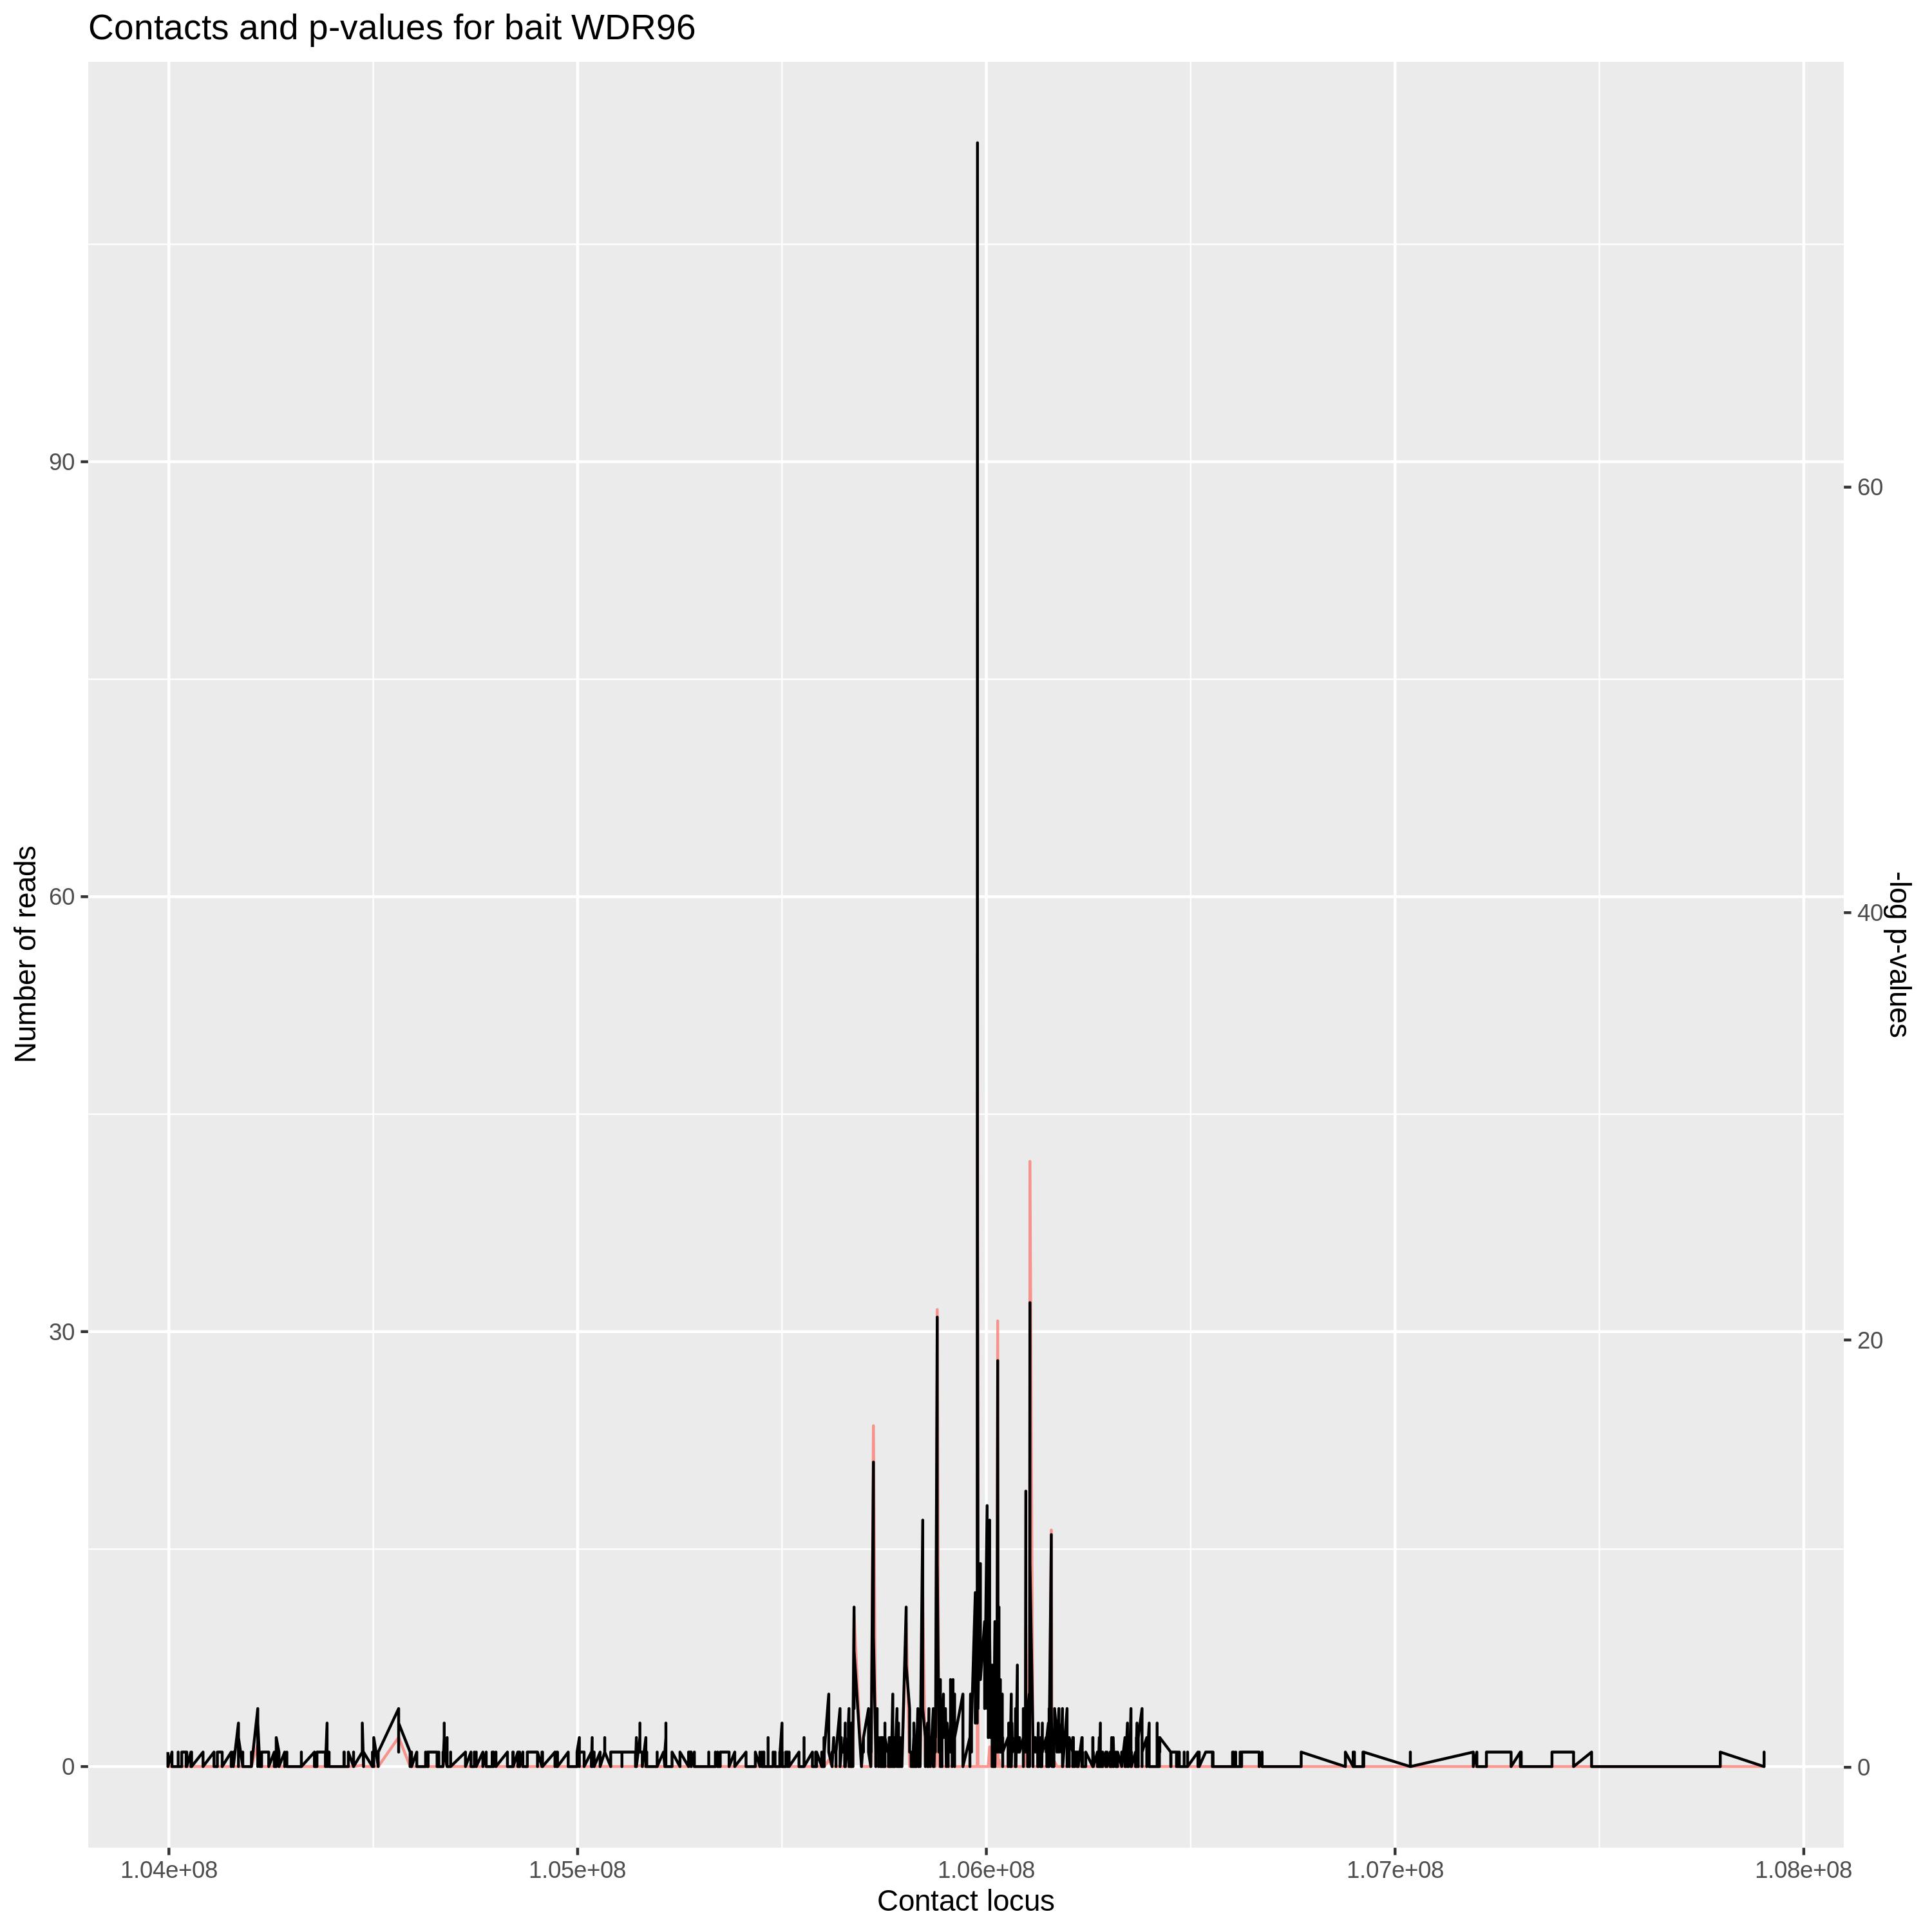 Contacts and p-values for bait WDR96
Number of reads
90
60
30
0
60
40
20
0
-log p-values
1.04e+08
1.05e+08
1.06e+08
1.07e+08
1.08e+08
Contact locus